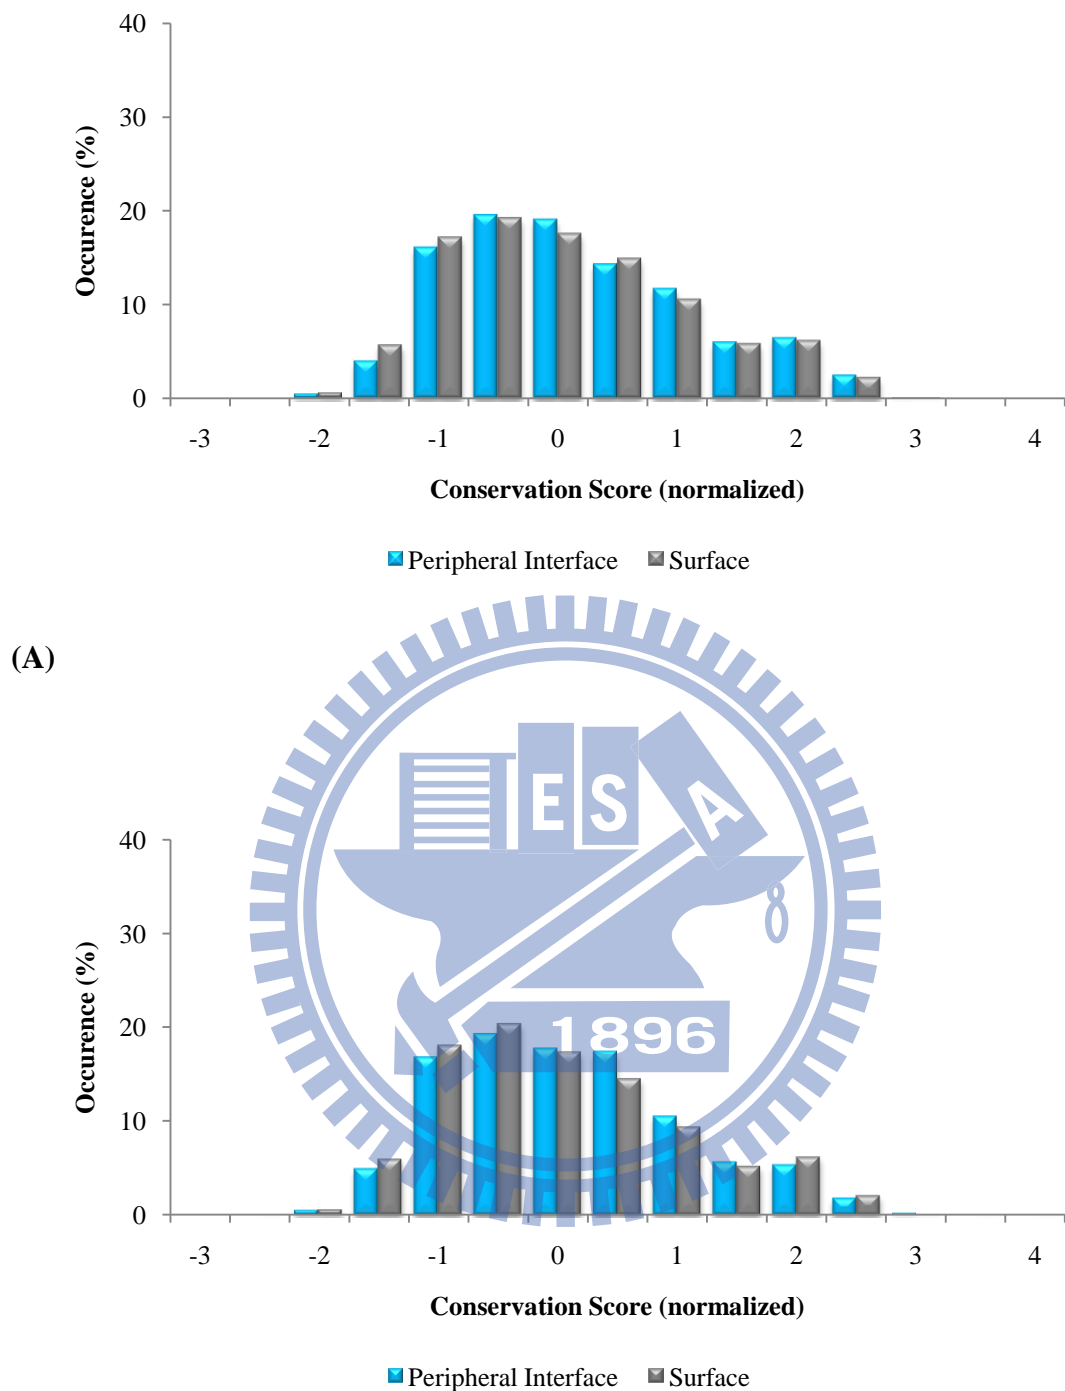 40
30
20
10
0
Occurence (%)
-3 -2 -1 0 1 2 3 4
Conservation Score (normalized)
Peripheral Interface Surface
(A)
E S A
1896
40
30
20
10
0
Occurence (%)
-3 -2 -1 0 1 2 3 4
Conservation Score (normalized)
Peripheral Interface Surface